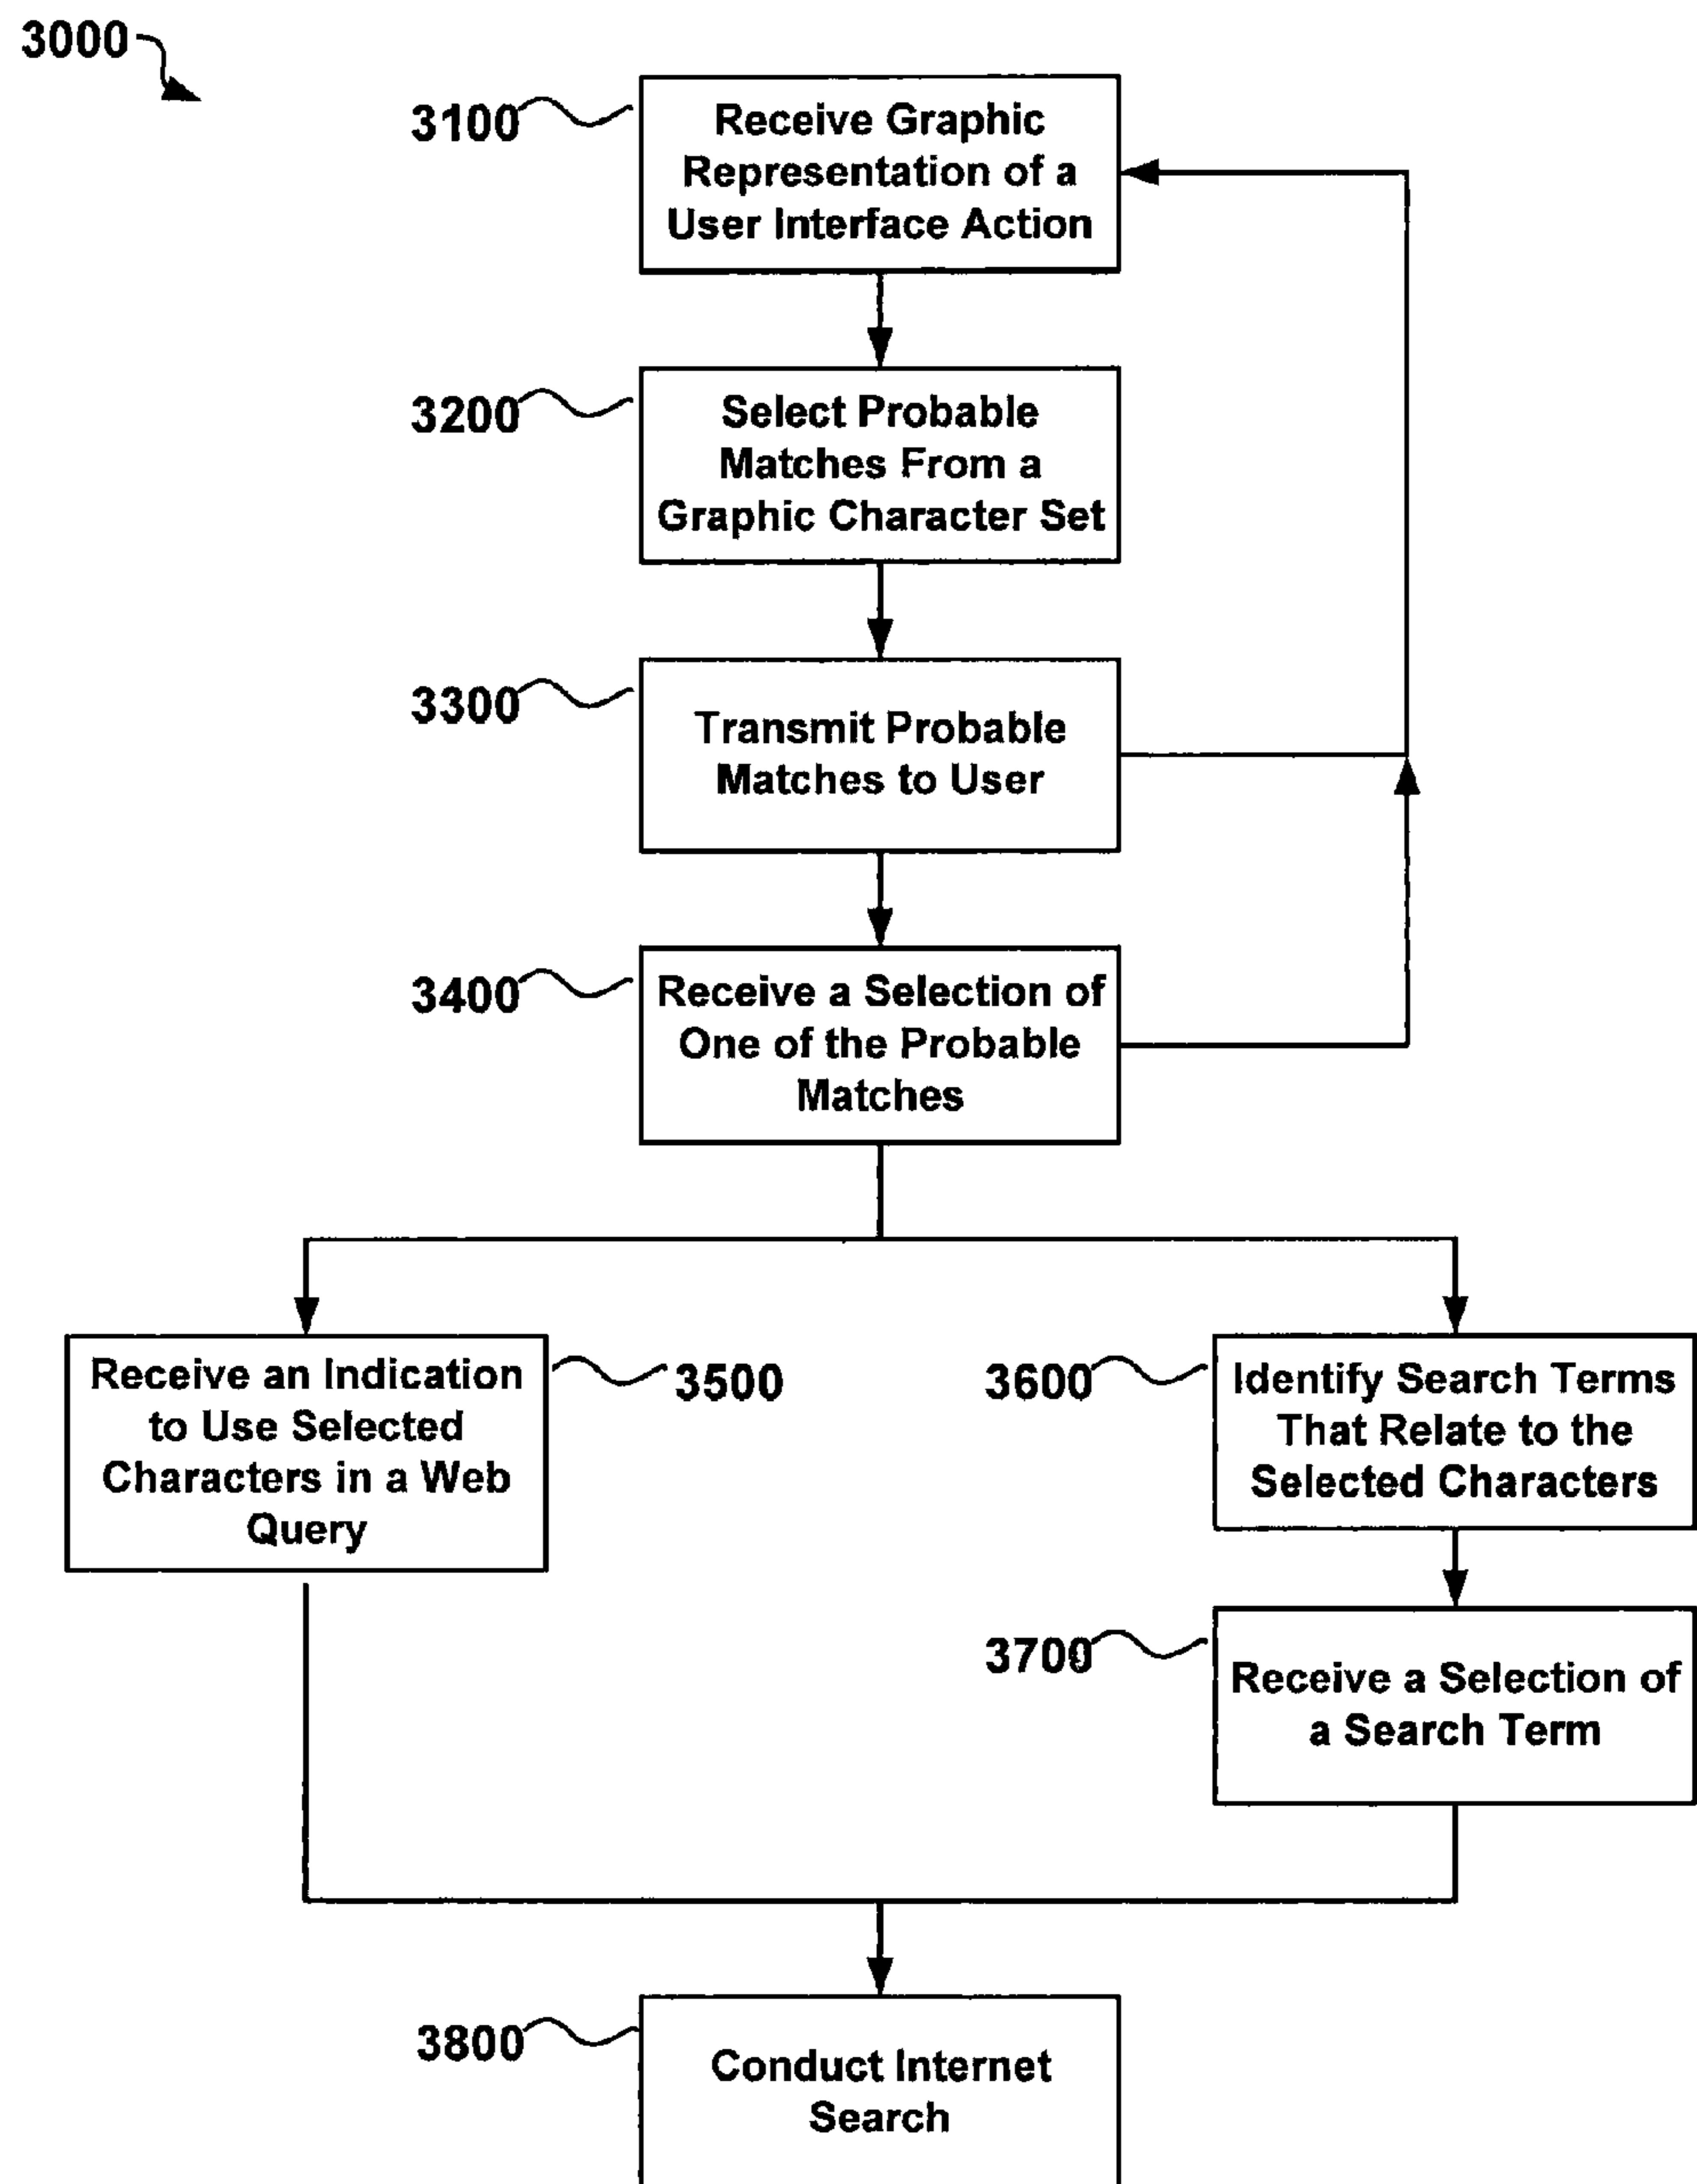 3000
3100
Receive Graphic
Representation of a
User Interface Action
3200
Select Probable
Matches From a
Graphic Character Set
3300
Transmit Probable
Matches to User
3400
Receive a Selection of
One of the Probable
Matches
Receive an Indication
to Use Selected
Characters in a Web
Query
3500
3600
Identify Search Terms
That Relate to the
Selected Characters
3700
Receive a Selection of
a Search Term
3800
Conduct Internet
Search